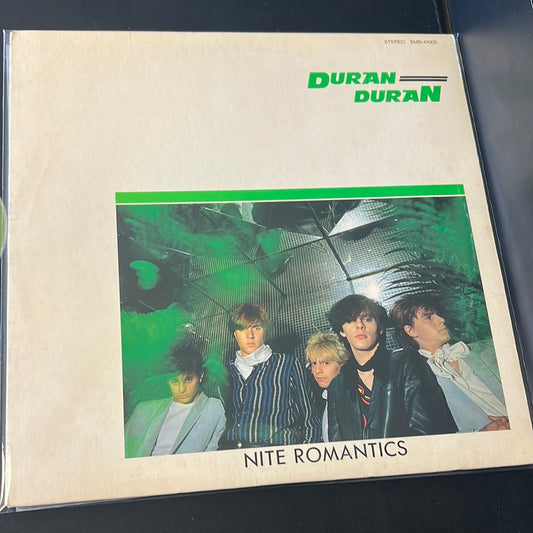 STEREO EMS-41005
DURAN
DURAN
NITE ROMANTICS